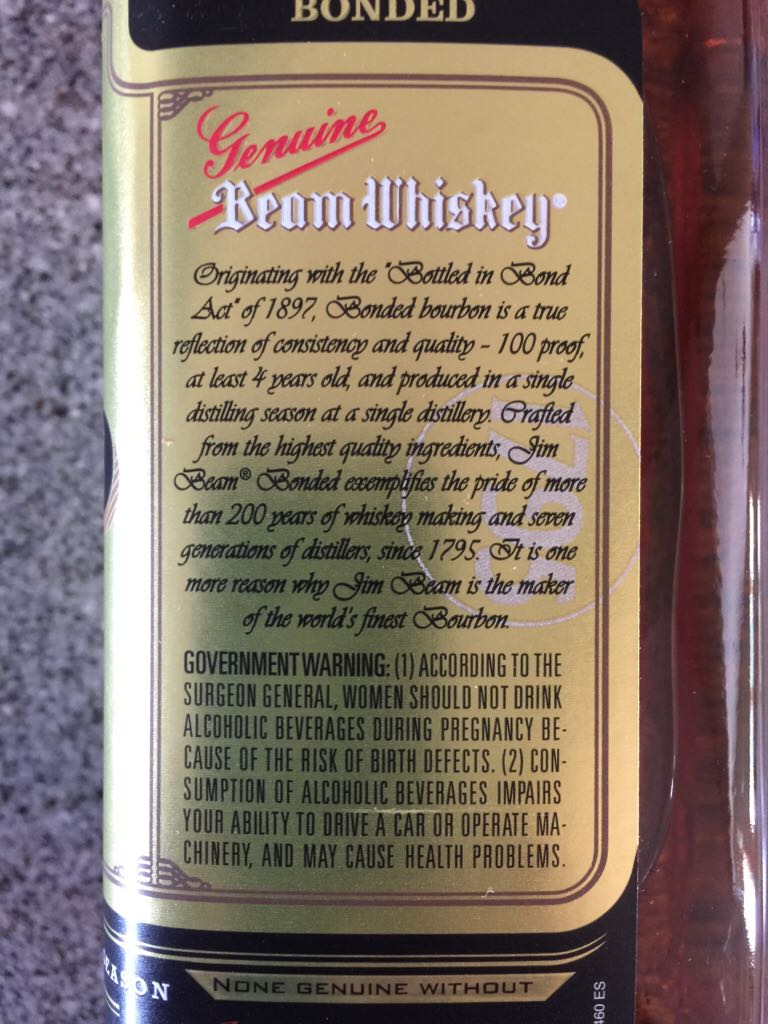 BONDED
Genuine
Beam Whiskey®
Originating with the "Bottled in Bond
Act" of 1897, Bonded bourbon is a true
reflection of consistency and quality – 100 proof,
at least 4 years old, and produced in a single
distilling season at a single distillery. Crafted
from the highest quality ingredients, Jim
Beam® Bonded exemplifies the pride of more
than 200 years of whiskey making and seven
generations of distillers, since 1795. It is one
more reason why Jim Beam is the maker
of the world's finest Bourbon.
GOVERNMENT WARNING: (1) ACCORDING TO THE
SURGEON GENERAL, WOMEN SHOULD NOT DRINK
ALCOHOLIC BEVERAGES DURING PREGNANCY BE-
CAUSE OF THE RISK OF BIRTH DEFECTS. (2) CON-
SUMPTION OF ALCOHOLIC BEVERAGES IMPAIRS
YOUR ABILITY TO DRIVE A CAR OR OPERATE MA-
CHINERY, AND MAY CAUSE HEALTH PROBLEMS.
EASON
NONE GENUINE WITHOUT
460 ES